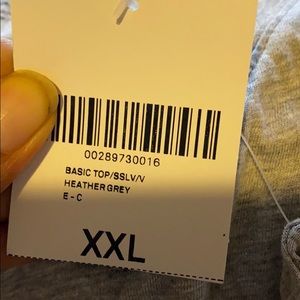 00289730016
BASIC TOP/SSLV/V
HEATHER GREY
E - C
XXL